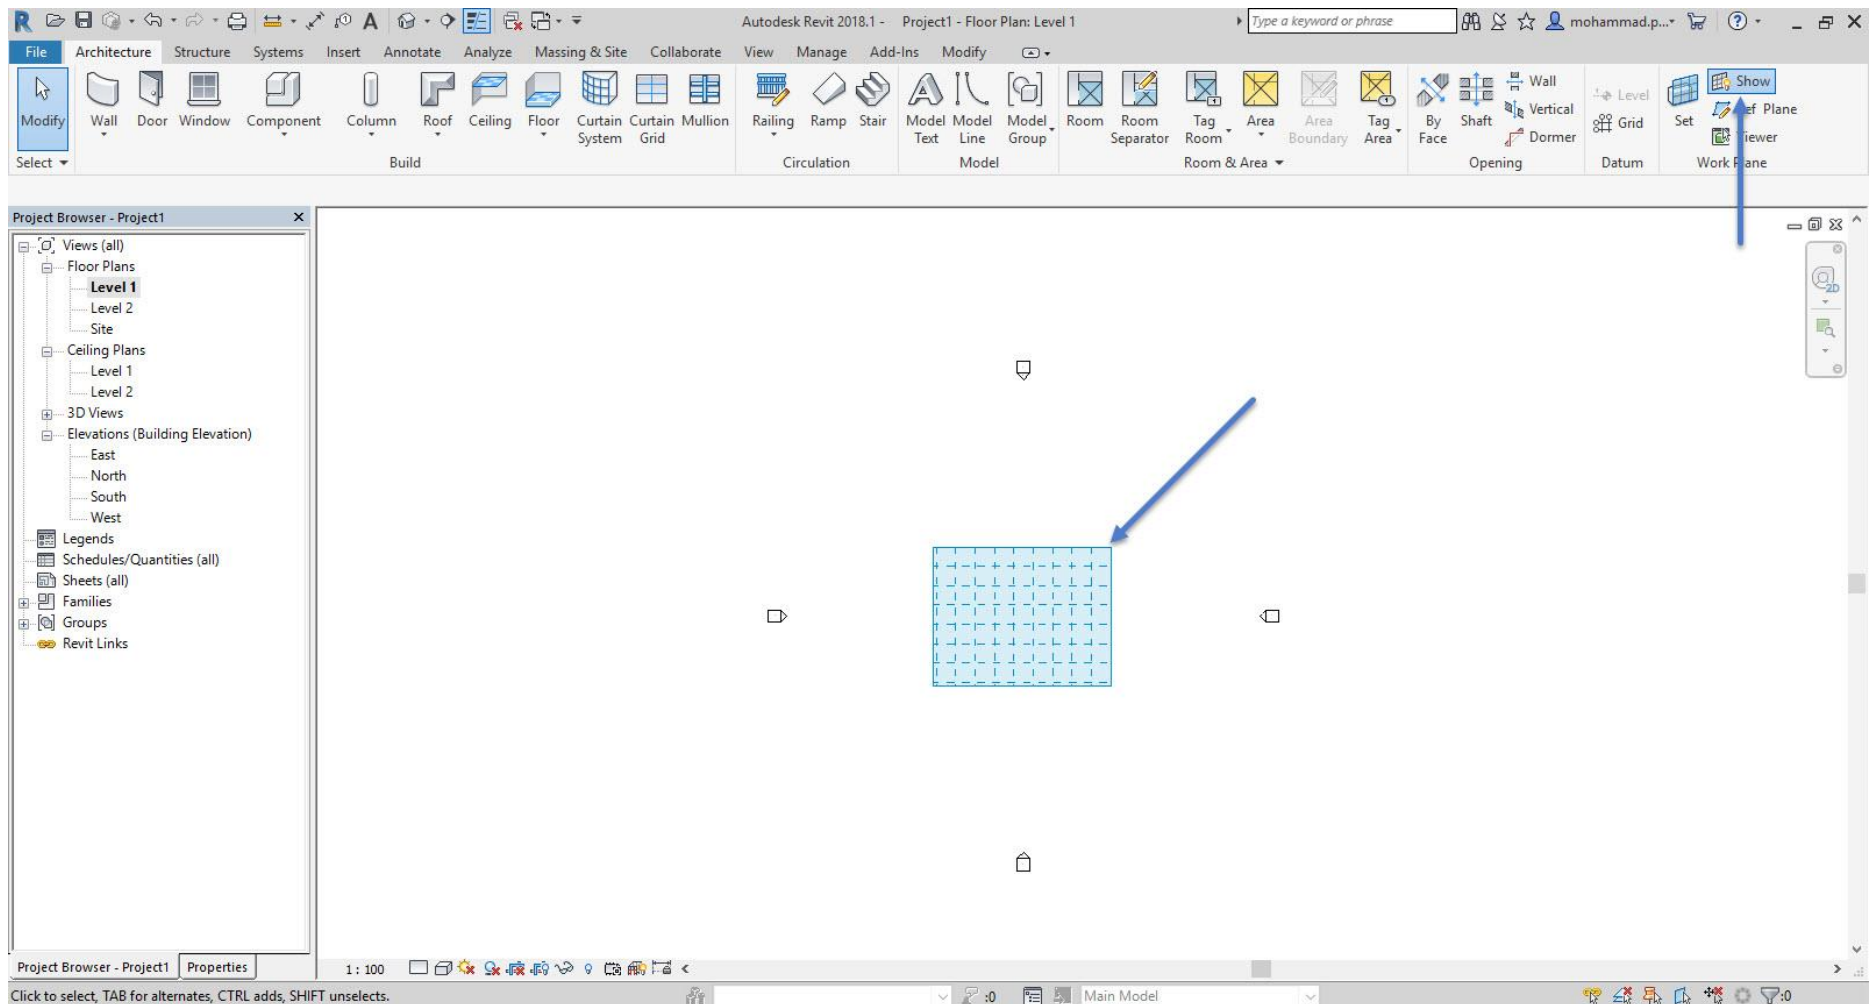 Autodesk Revit 2018.1 - Project1 - Floor Plan: Level 1
Type a keyword or phrase
mohammad.p...
File Architecture Structure Systems Insert Annotate Analyze Massing & Site Collaborate View Manage Add-Ins Modify
Modify
Wall
Door
Window
Component
Column
Roof
Ceiling
Floor
Curtain System
Curtain Grid
Mullion
Railing
Ramp
Stair
Model Text
Model Line
Model Group
Room
Room Separator
Tag Room
Area
Area Boundary
Tag Area
By Face
Shaft
Wall
Vertical
Dormer
Level
Grid
Set
Show
Plane
Select
Build
Circulation
Model
Room & Area
Opening
Datum
Work Plane
Project Browser - Project1
Views (all)
Floor Plans
Level 1
Level 2
Site
Ceiling Plans
Level 1
Level 2
3D Views
Elevations (Building Elevation)
East
North
South
West
Legends
Schedules/Quantities (all)
Sheets (all)
Families
Groups
Revit Links
2D
Project Browser - Project1
Properties
1 : 100
Click to select, TAB for alternates, CTRL adds, SHIFT unselects.
:0
Main Model
:0